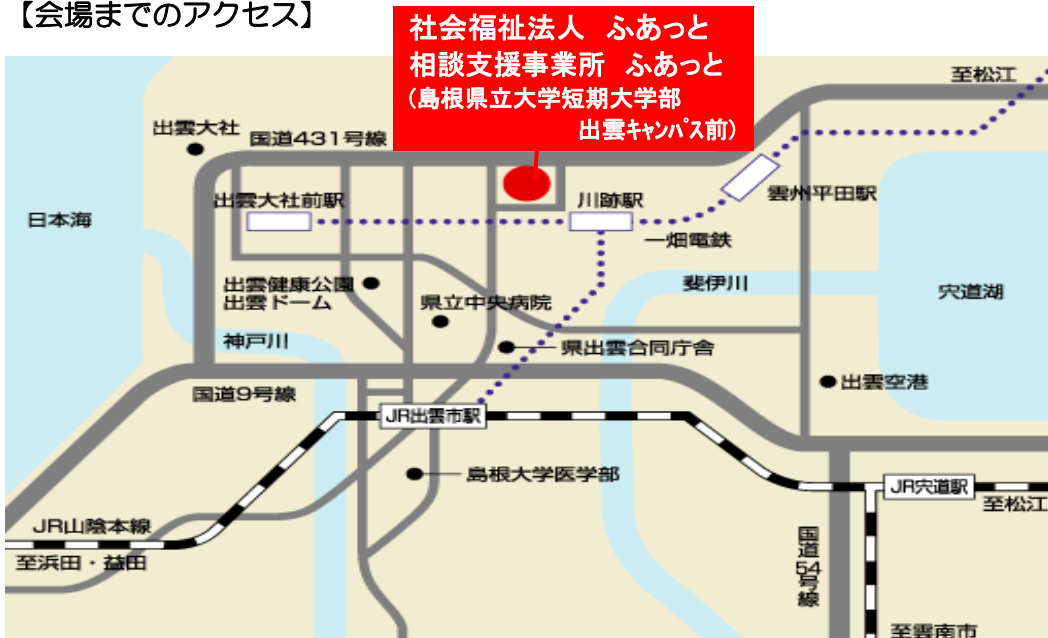 【会場までのアクセス】
社会福祉法人　ふあっと
相談支援事業所　ふあっと
(島根県立大学短期大学部
出雲ｷｬﾝﾊﾟｽ前)
至松江
出雲大社
国道431号線
出雲大社前駅
川跡駅
雲州平田駅
日本海
一畑電鉄
出雲健康公園
出雲ドーム
斐伊川
宍道湖
県立中央病院
神戸川
県出雲合同庁舎
国道9号線
出雲空港
JR出雲市駅
島根大学医学部
JR宍道駅
至松江
JR山陰本線
至浜田・益田
国道54号線
至雲南市